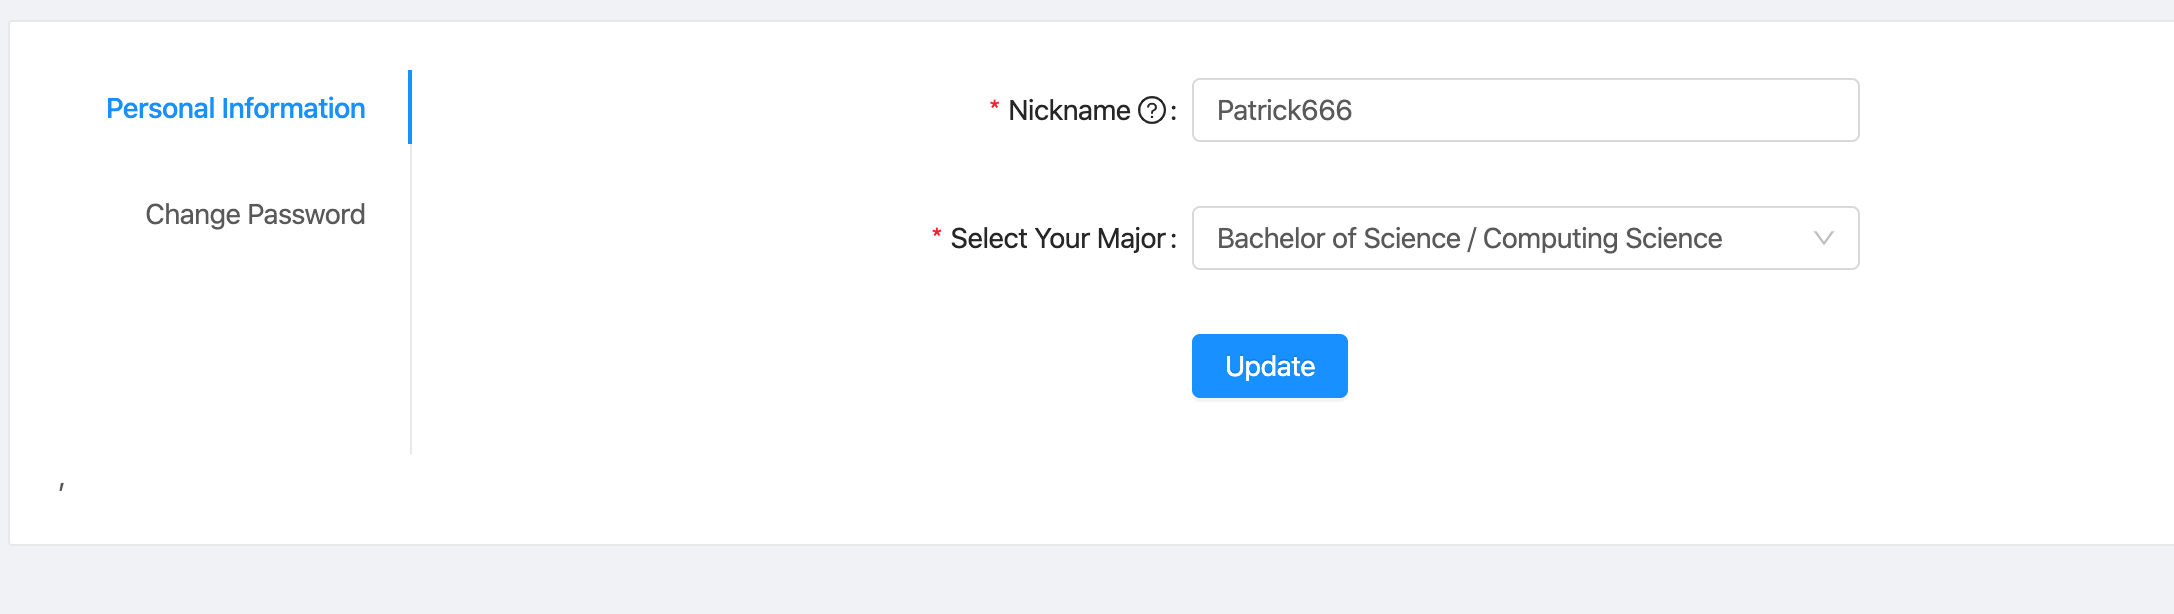 Personal Information
Change Password
* Nickname ? :
Patrick666
* Select Your Major :
Bachelor of Science / Computing Science
Update
,